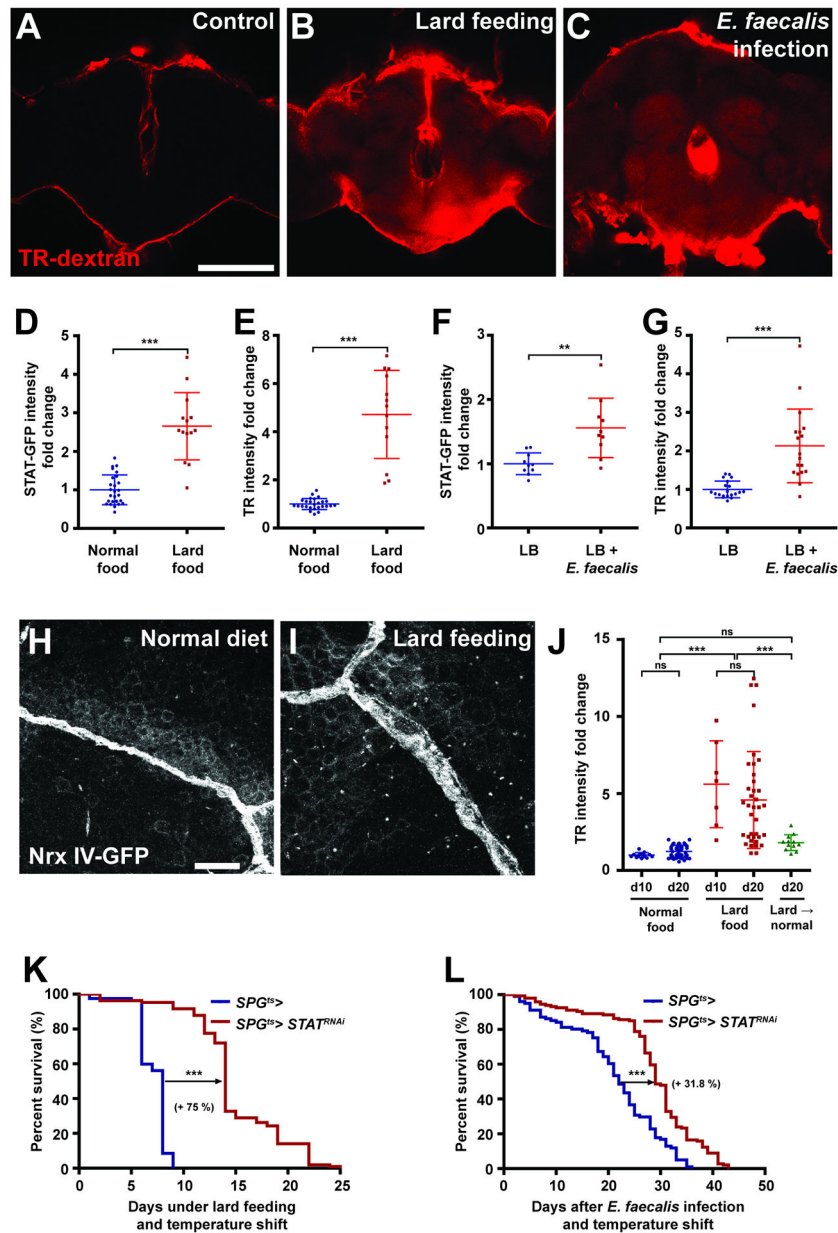 A Control
B Lard feeding
C E. faecalis
infection
TR-dextran
D
STAT-GFP intensity
fold change
5
4
3
2
1
0
***
Normal
food
Lard
food
E
TR intensity fold change
8
6
4
2
0
***
Normal
food
Lard
food
F
STAT-GFP intensity
fold change
3
2
1
0
**
LB
LB +
E. faecalis
G
TR intensity fold change
5
4
3
2
1
0
***
LB
LB +
E. faecalis
H Normal diet
Nrx IV-GFP
I Lard feeding
J
TR intensity fold change
15
10
5
0
ns
*** ***
ns ns
d10 d20 d10 d20 d20
Normal
food
Lard
food
Lard →
normal
K
Percent survival (%)
100
80
60
40
20
0
SPGts>
SPGts> STATRNAi
***
(+ 75 %)
0 5 10 15 20 25
Days under lard feeding
and temperature shift
L
Percent survival (%)
100
80
60
40
20
0
SPGts>
SPGts> STATRNAi
***
(+ 31.8 %)
0 10 20 30 40 50
Days after E. faecalis infection
and temperature shift